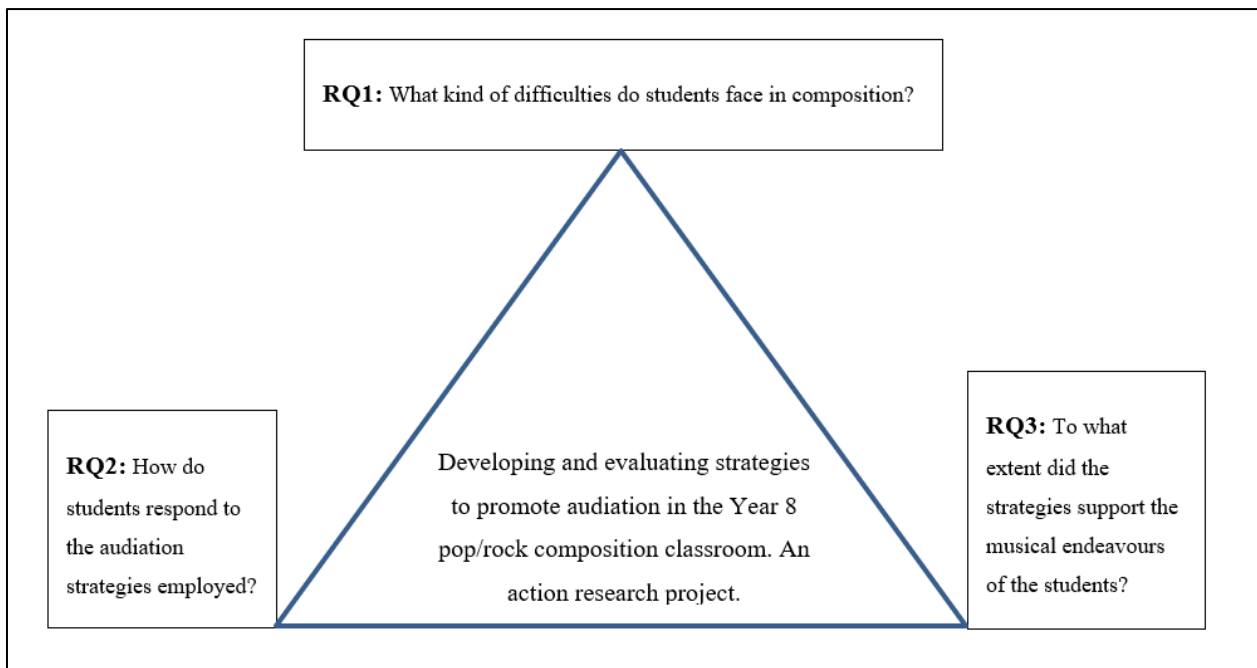 RQ1: What kind of difficulties do students face in composition?
RQ2: How do
students respond to
the audiation
strategies employed?
Developing and evaluating strategies
to promote audiation in the Year 8
pop/rock composition classroom. An
action research project.
RQ3: To what
extent did the
strategies support the
musical endeavours
of the students?